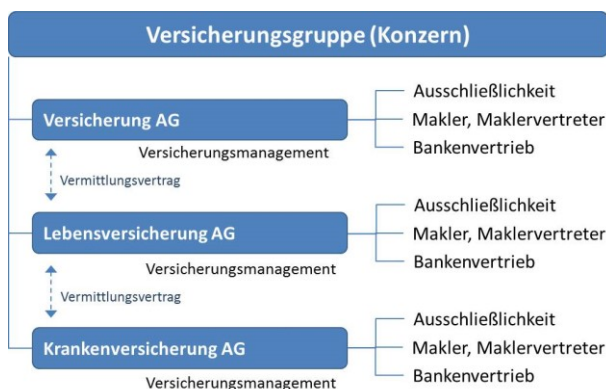 Versicherungsgruppe (Konzern)
Versicherung AG
Versicherungsmanagement
Ausschließlichkeit
Makler, Maklervertreter
Bankenvertrieb
Vermittlungsvertrag
Lebensversicherung AG
Versicherungsmanagement
Ausschließlichkeit
Makler, Maklervertreter
Bankenvertrieb
Vermittlungsvertrag
Krankenversicherung AG
Versicherungsmanagement
Ausschließlichkeit
Makler, Maklervertreter
Bankenvertrieb